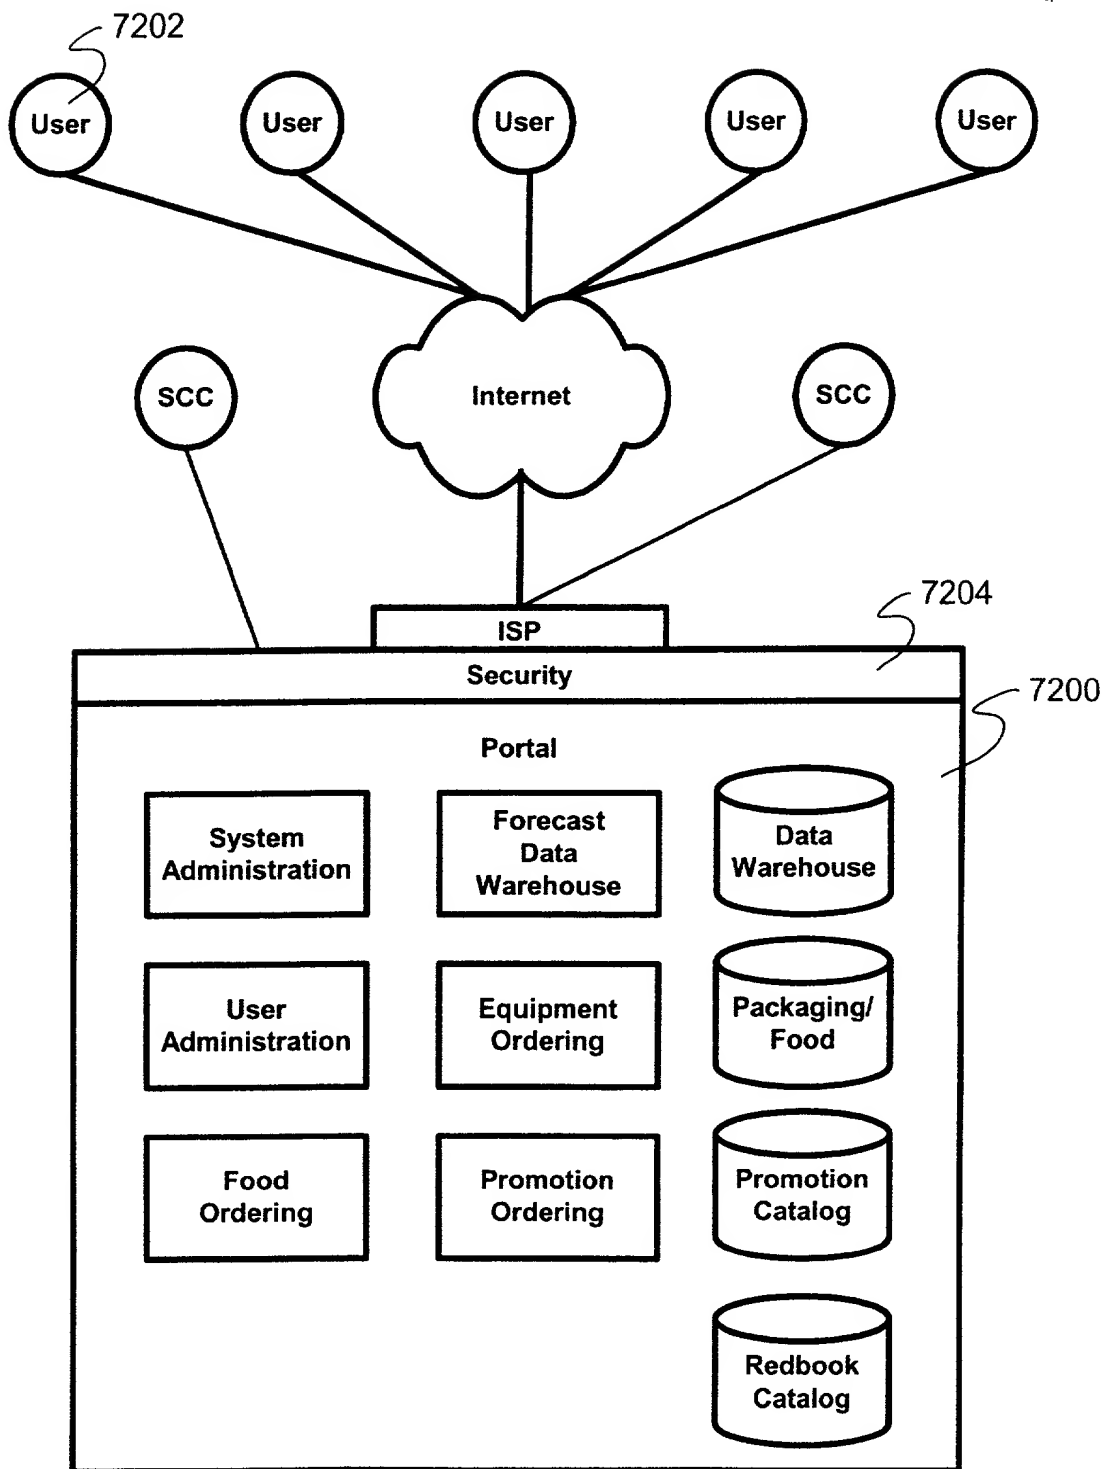 7202
User
User
User
User
User
SCC
Internet
SCC
7204
ISP
Security
7200
Portal
System
Administration
Forecast
Data
Warehouse
Data
Warehouse
User
Administration
Equipment
Ordering
Packaging/
Food
Food
Ordering
Promotion
Ordering
Promotion
Catalog
Redbook
Catalog